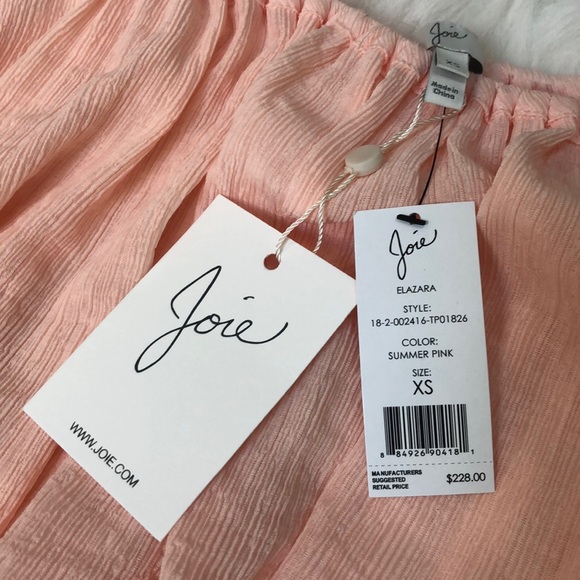 Joie
XS
Made in
China
Joie
WWW.JOIE.COM
Joie
ELAZARA
STYLE:
18-2-002416-TP01826
COLOR:
SUMMER PINK
SIZE:
XS
8 84926 90418 1
MANUFACTURERS
SUGGESTED
RETAIL PRICE
$228.00